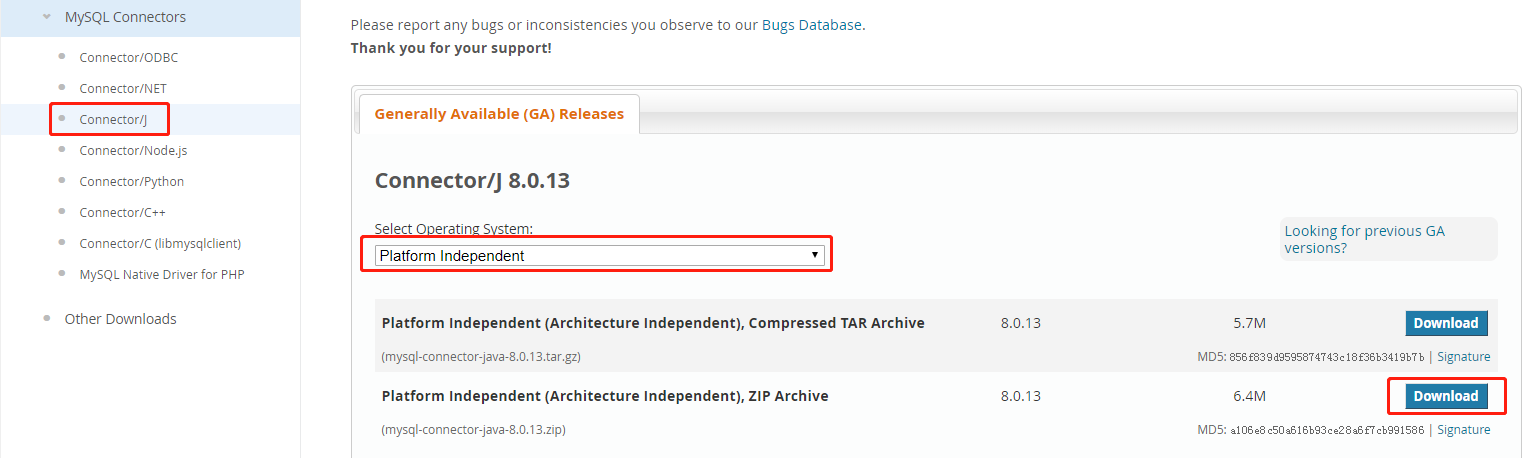 MySQL Connectors
Connector/ODBC
Connector/NET
Connector/J
Connector/Node.js
Connector/Python
Connector/C++
Connector/C (libmysqlclient)
MySQL Native Driver for PHP
Other Downloads
Please report any bugs or inconsistencies you observe to our Bugs Database.
Thank you for your support!
Generally Available (GA) Releases
Connector/J 8.0.13
Select Operating System:
Platform Independent
Looking for previous GA
versions?
Platform Independent (Architecture Independent), Compressed TAR Archive 8.0.13 5.7M Download
(mysql-connector-java-8.0.13.tar.gz) MD5: 856f839d9595874743c18f36b3419b7b | Signature
Platform Independent (Architecture Independent), ZIP Archive 8.0.13 6.4M Download
(mysql-connector-java-8.0.13.zip) MD5: a106e8c50a616b93ce28a6f7cb991586 | Signature